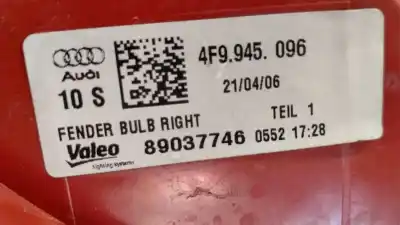 Audi
10 S
4F9.945. 096
21/04/06
TEIL 1
FENDER BULB RIGHT
Valeo 89037746 0552 17:28
Lighting systems